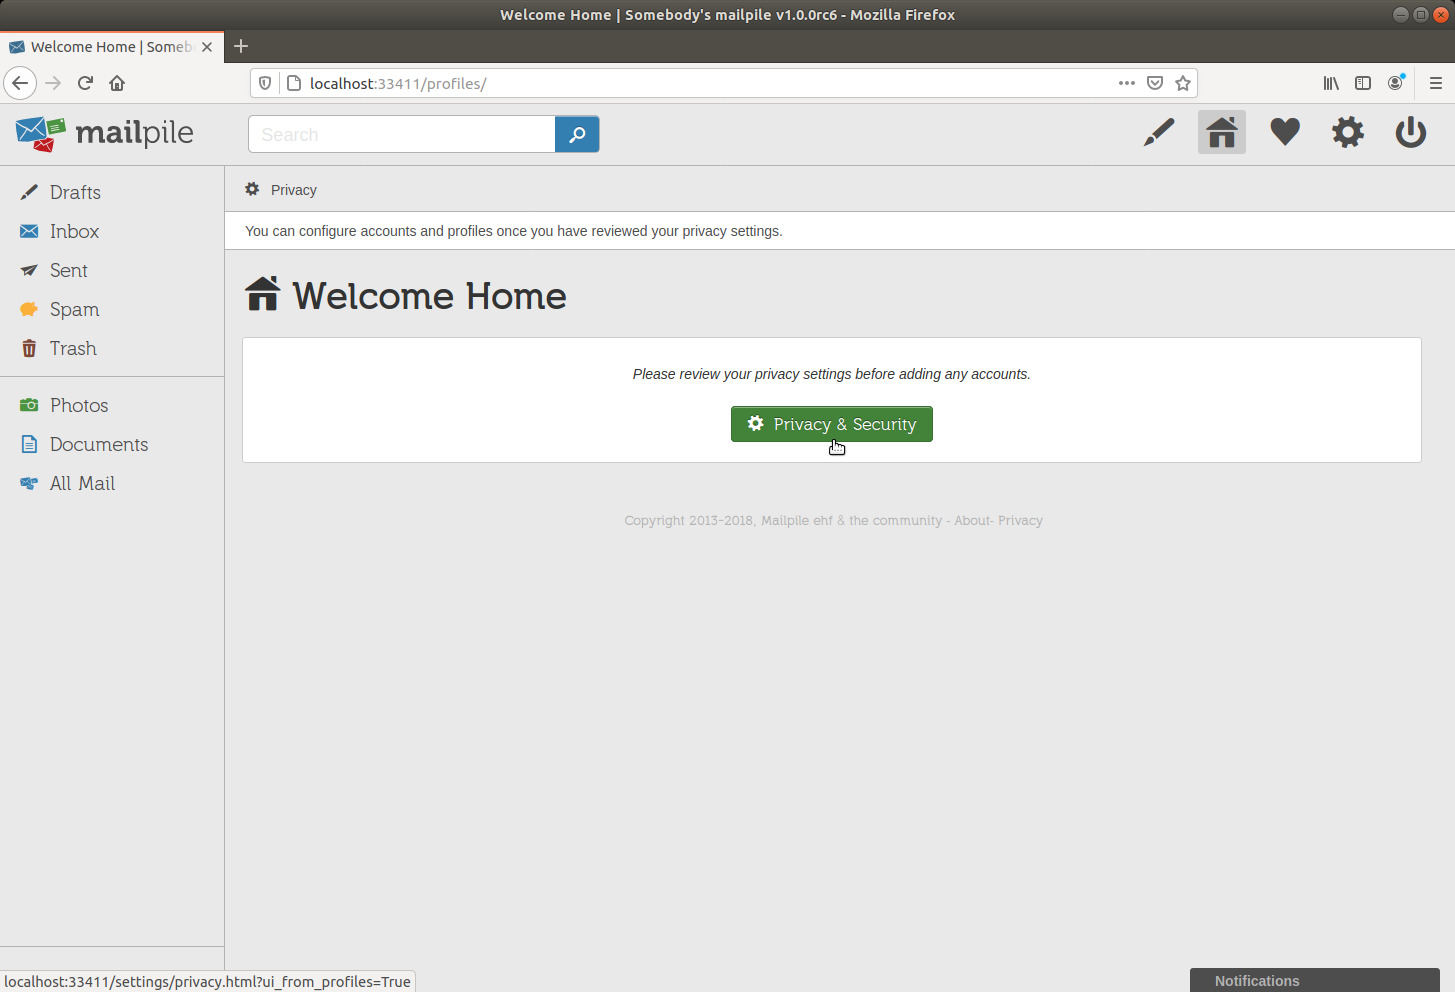 Welcome Home | Somebody's mailpile v1.0.0rc6 - Mozilla Firefox
Welcome Home | Someb
localhost:33411/profiles/
mailpile
Search
Drafts
Inbox
Sent
Spam
Trash
Photos
Documents
All Mail
Privacy
You can configure accounts and profiles once you have reviewed your privacy settings.
Welcome Home
Please review your privacy settings before adding any accounts.
Privacy & Security
Copyright 2013-2018, Mailpile ehf & the community - About- Privacy
localhost:33411/settings/privacy.html?ui_from_profiles=True
Notifications